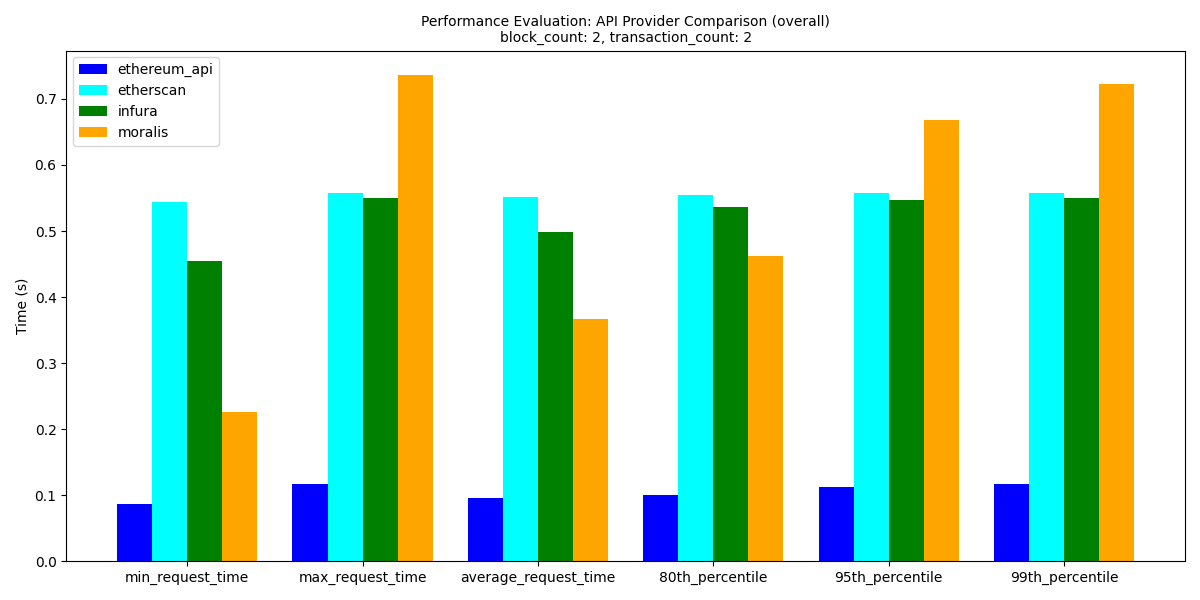 Performance Evaluation: API Provider Comparison (overall)
block_count: 2, transaction_count: 2
ethereum_api
etherscan
infura
moralis
Time (s)
0.7
0.6
0.5
0.4
0.3
0.2
0.1
0.0
min_request_time
max_request_time
average_request_time
80th_percentile
95th_percentile
99th_percentile